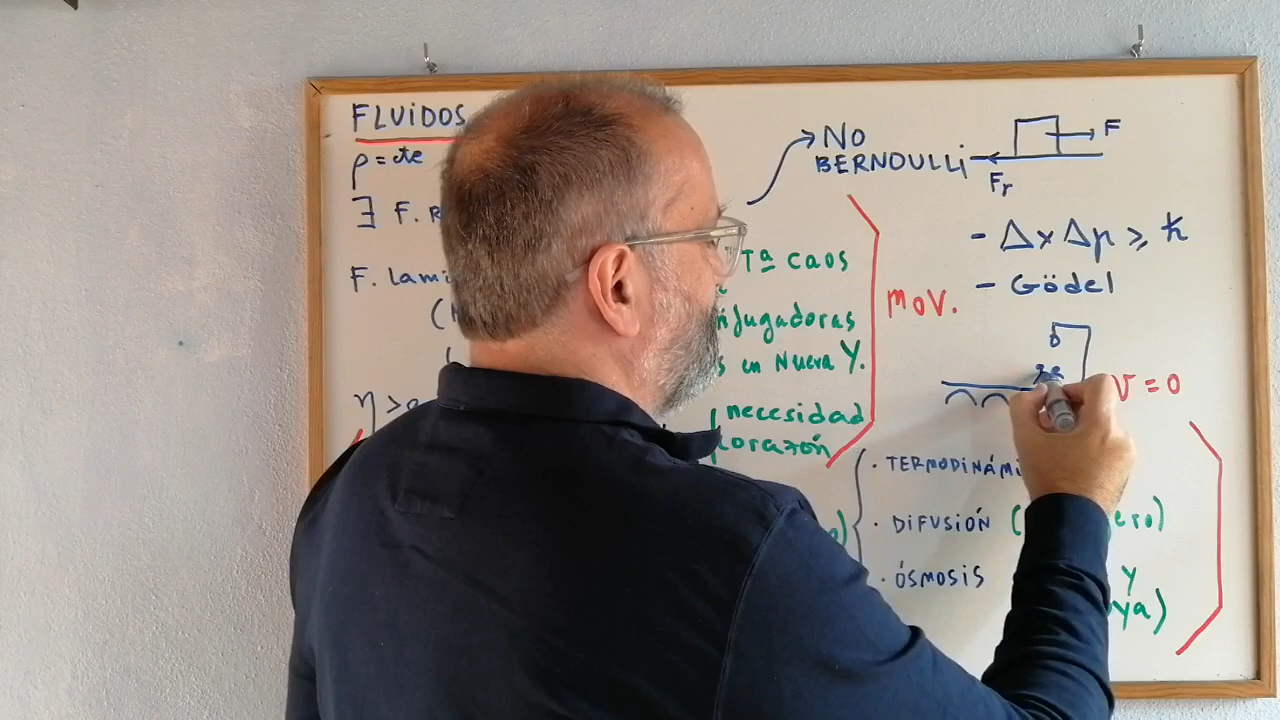 FLUIDOS
ρ = cte
∃ F. R
F. Lami
η > 0
NO
BERNOULLi
F
Fr
- Δx Δp ≥ ħ
- Gödel
Tª caos
njugadoras
s en Nueva Y.
necesidad
corazón
MOV.
v = 0
· TERMODINÁMi
· DIFUSIÓN ( ero)
· ÓSMOSIS
y
ya)